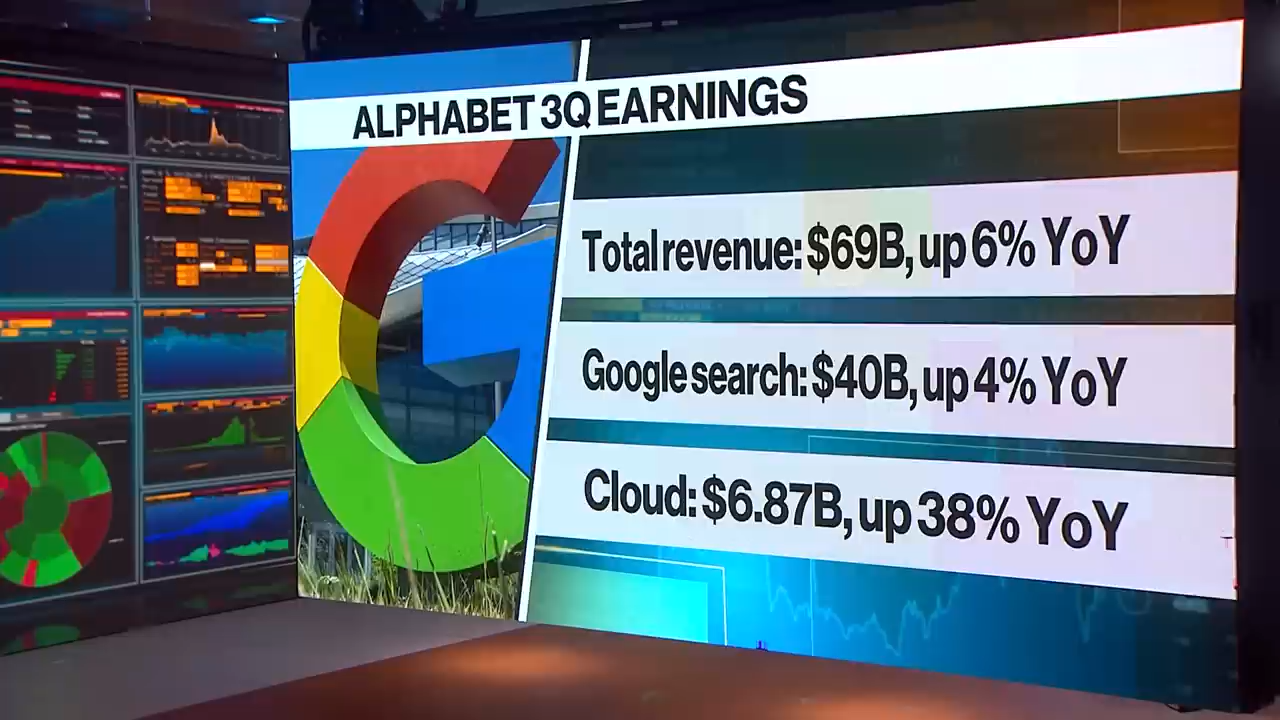 ALPHABET 3Q EARNINGS
Total revenue: $69B, up 6% YoY
Google search: $40B, up 4% YoY
Cloud: $6.87B, up 38% YoY